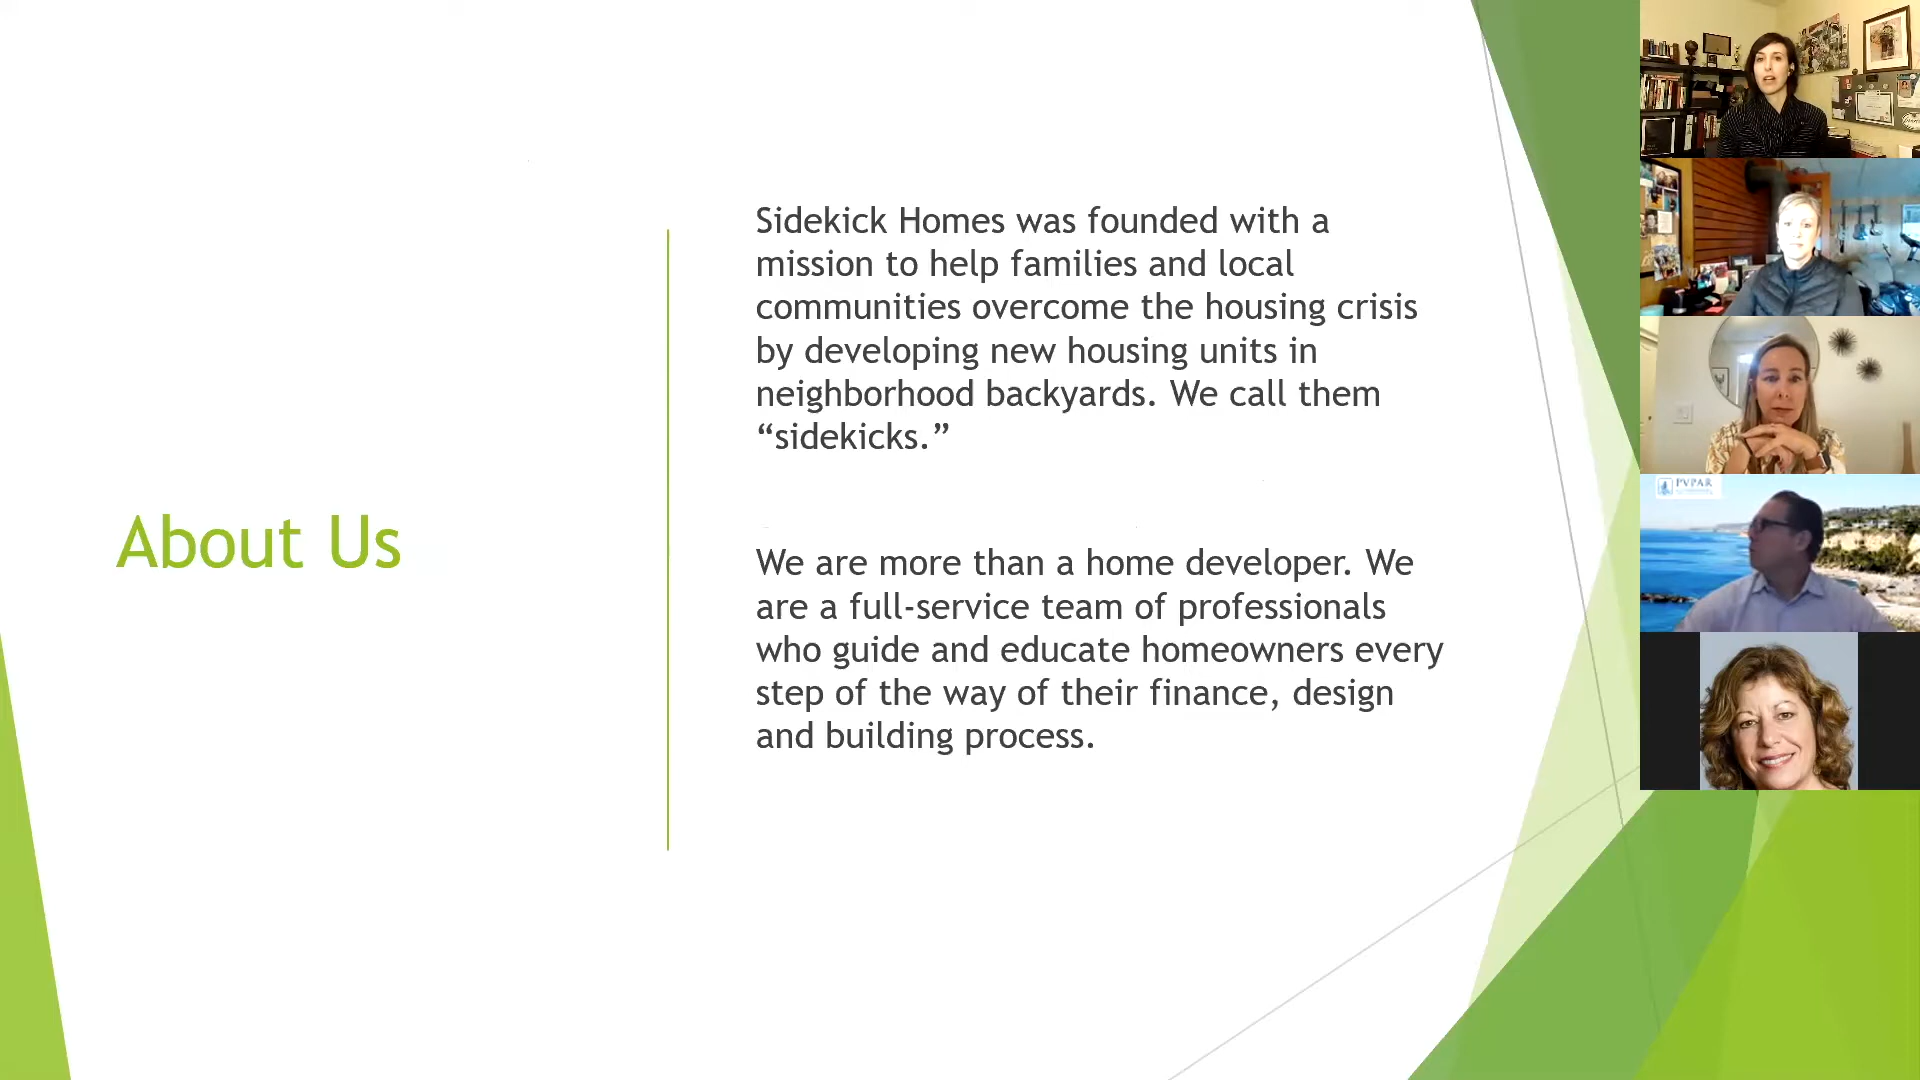 About Us
Sidekick Homes was founded with a
mission to help families and local
communities overcome the housing crisis
by developing new housing units in
neighborhood backyards. We call them
“sidekicks.”
We are more than a home developer. We
are a full-service team of professionals
who guide and educate homeowners every
step of the way of their finance, design
and building process.
PVPAR